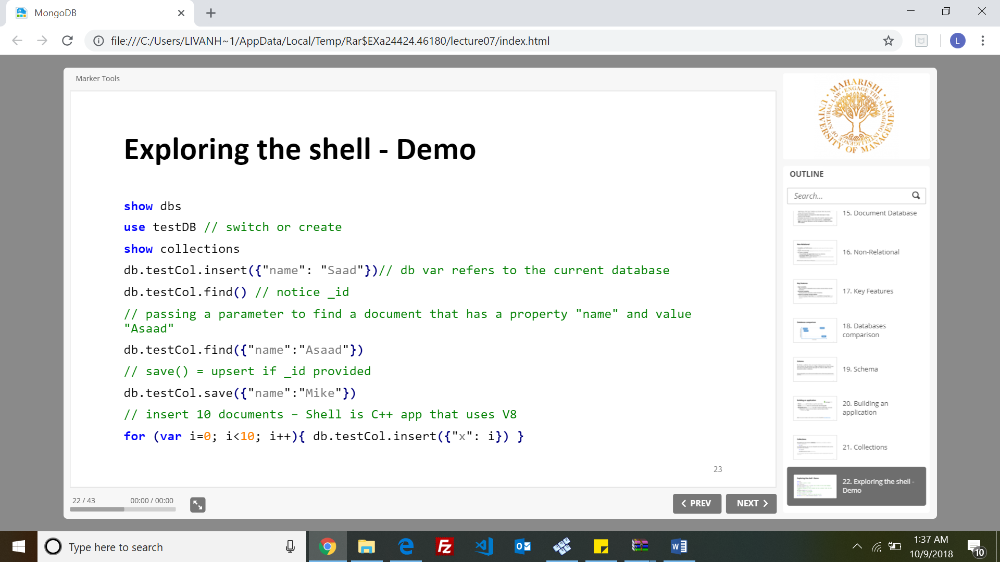 MongoDB
file:///C:/Users/LIVANH~1/AppData/Local/Temp/Rar$EXa24424.46180/lecture07/index.html
L
Marker Tools
Exploring the shell - Demo
show dbs
use testDB // switch or create
show collections
db.testCol.insert({"name": "Saad"})// db var refers to the current database
db.testCol.find() // notice _id
// passing a parameter to find a document that has a property "name" and value
"Asaad"
db.testCol.find({"name":"Asaad"})
// save() = upsert if _id provided
db.testCol.save({"name":"Mike"})
// insert 10 documents – Shell is C++ app that uses V8
for (var i=0; i<10; i++){ db.testCol.insert({"x": i}) }
23
22 / 43
00:00 / 00:00
PREV
NEXT
MAHARISHI UNIVERSITY OF MANAGEMENT
ENGAGE THE MANAGING INTELLIGENCE OF NATURAL LAW
OUTLINE
Search...
15. Document Database
16. Non-Relational
17. Key Features
18. Databases
comparison
19. Schema
20. Building an
application
21. Collections
22. Exploring the shell -
Demo
Type here to search
1:37 AM
10/9/2018
10